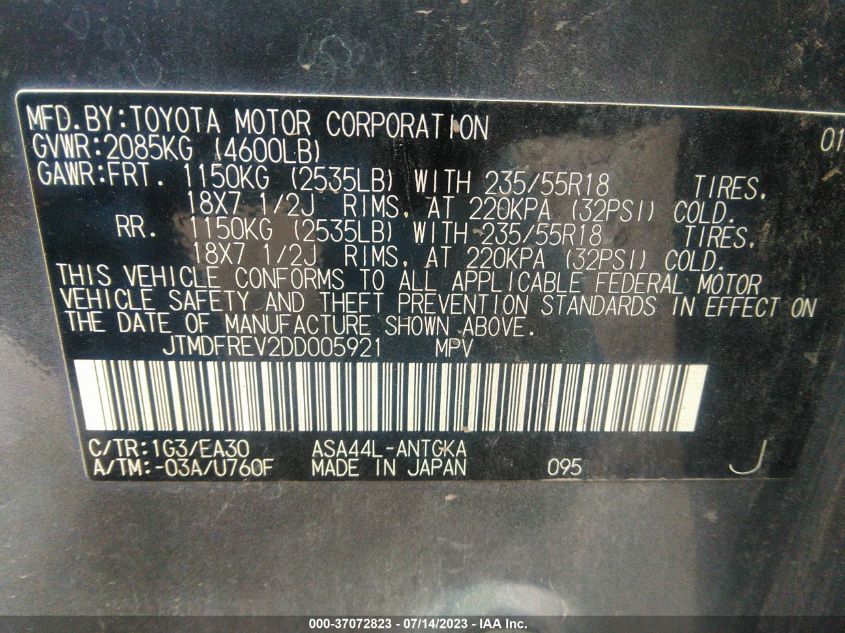 MFD.BY:TOYOTA MOTOR CORPORATION 01
GVWR:2085KG (4600LB)
GAWR:FRT. 1150KG (2535LB) WITH 235/55R18 TIRES,
18X7 1/2J RIMS, AT 220KPA (32PSI) COLD.
RR. 1150KG (2535LB) WITH 235/55R18 TIRES,
18X7 1/2J RIMS, AT 220KPA (32PSI) COLD.
THIS VEHICLE CONFORMS TO ALL APPLICABLE FEDERAL MOTOR
VEHICLE SAFETY AND THEFT PREVENTION STANDARDS IN EFFECT ON
THE DATE OF MANUFACTURE SHOWN ABOVE.
JTMDFREV2DD005921 MPV
C/TR:1G3/EA30 ASA44L-ANTGKA
A/TM:-03A/U760F MADE IN JAPAN 095 J
000-37072823 / 07/14/2023 - IAA Inc.